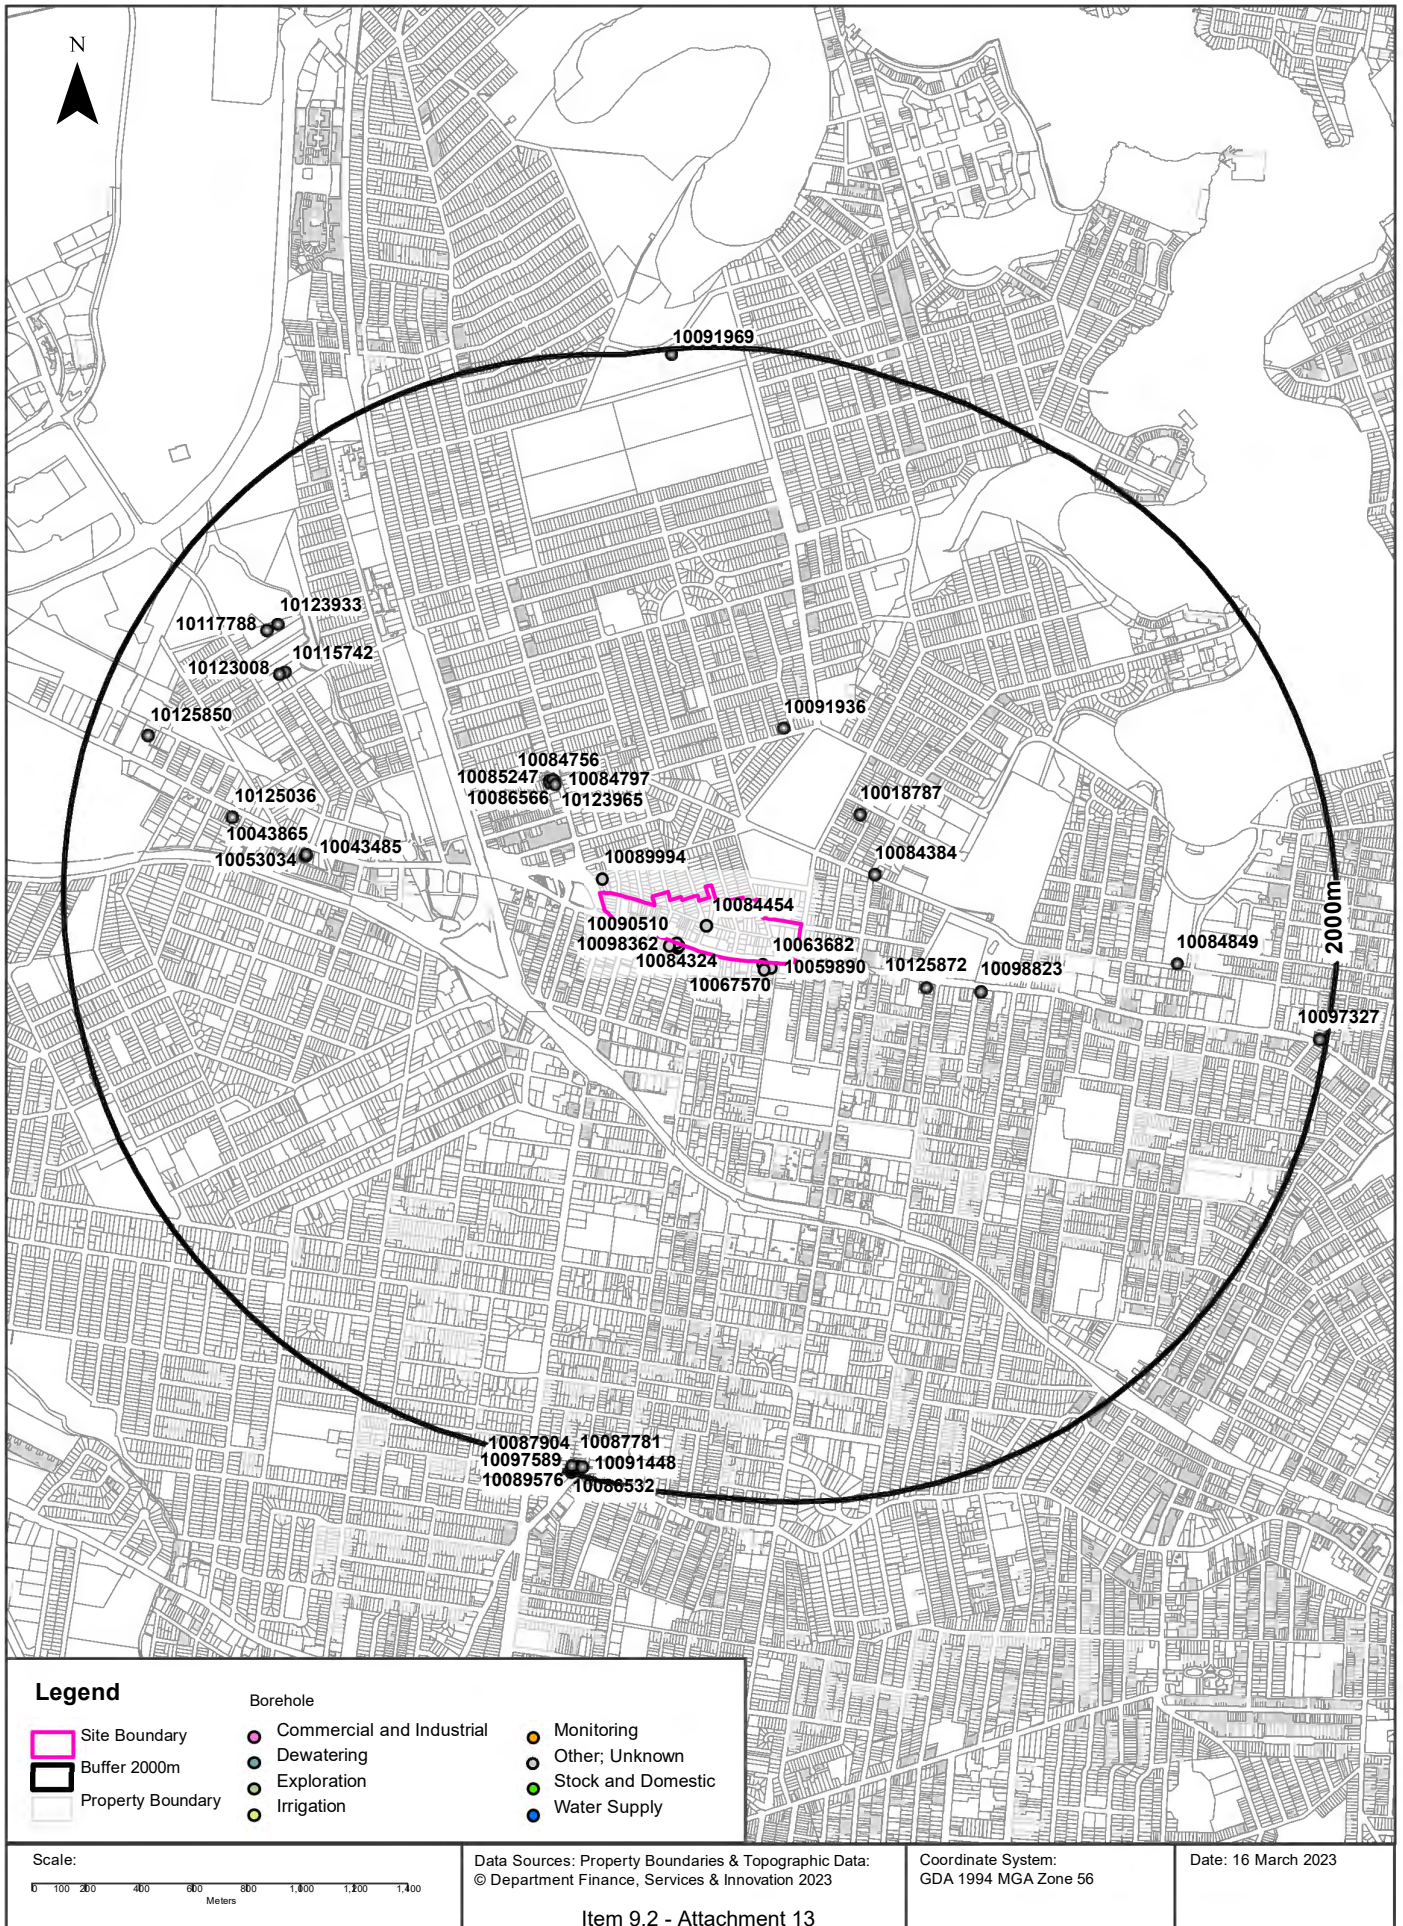 N
10091969
10123933
10117788
10115742
10123008
10125850
10091936
10084756
10085247
10084797
10086566
10123965
10125036
10018787
10043865
10043485
10053034
10084384
10089994
10084454
10090510
10098362
10063682
10084324
10059890
10067570
10125872
10098823
10084849
2000m
10097327
10087904
10087781
10097589
10091448
10089576
10086532
Legend
Site Boundary
Buffer 2000m
Property Boundary
Borehole
Commercial and Industrial
Dewatering
Exploration
Irrigation
Monitoring
Other; Unknown
Stock and Domestic
Water Supply
Scale:
0 100 200 400 600 800 1,000 1,200 1,400
Meters
Data Sources: Property Boundaries & Topographic Data:
© Department Finance, Services & Innovation 2023
Coordinate System:
GDA 1994 MGA Zone 56
Date: 16 March 2023
Item 9.2 - Attachment 13